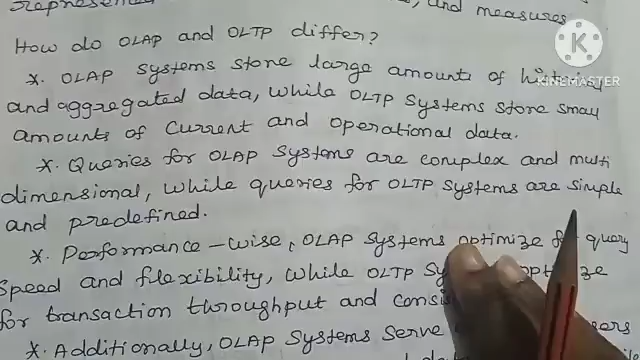 and measures
How do OLAP and OLTP differ?
*. OLAP systems store large amounts of
and aggregated data, while OLTP systems store small
amounts of current and operational data.
*. Queries for OLAP systems are complex and multi
dimensional, while queries for OLTP systems are simple
and predefined.
*. Performance-wise, OLAP systems optimize for query
speed and flexibility, while OLTP
for transaction throughput and
*. Additionally, OLAP systems serve
KINEMASTER